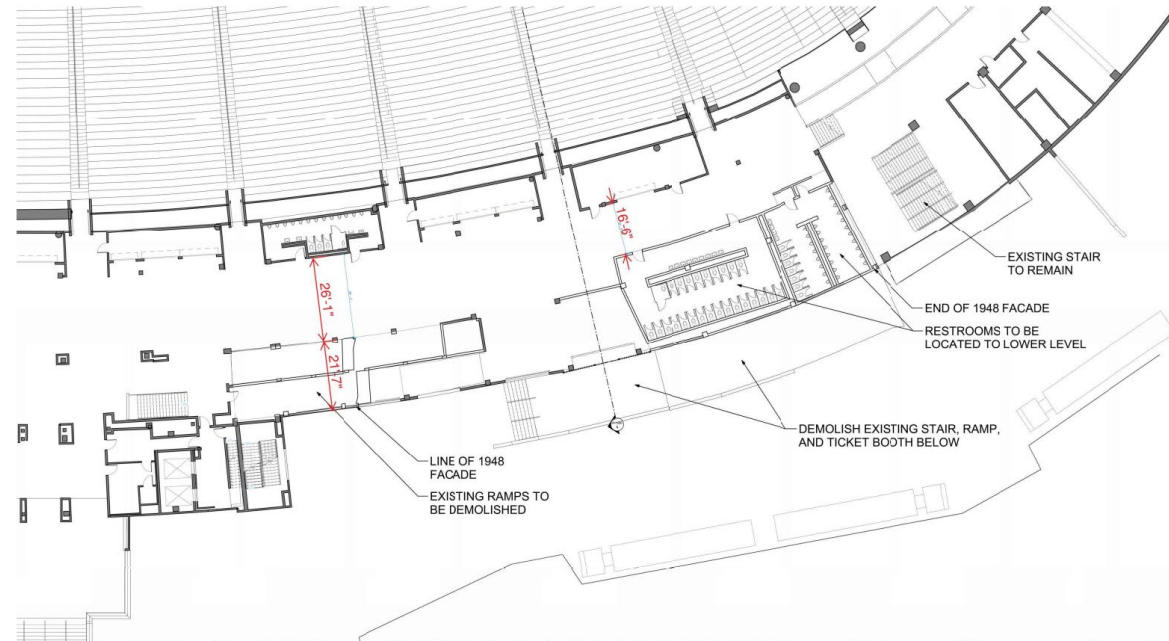 16'-6"
26'-1"
21'-7"
EXISTING STAIR
TO REMAIN
END OF 1948 FACADE
RESTROOMS TO BE
LOCATED TO LOWER LEVEL
DEMOLISH EXISTING STAIR, RAMP,
AND TICKET BOOTH BELOW
LINE OF 1948
FACADE
EXISTING RAMPS TO
BE DEMOLISHED